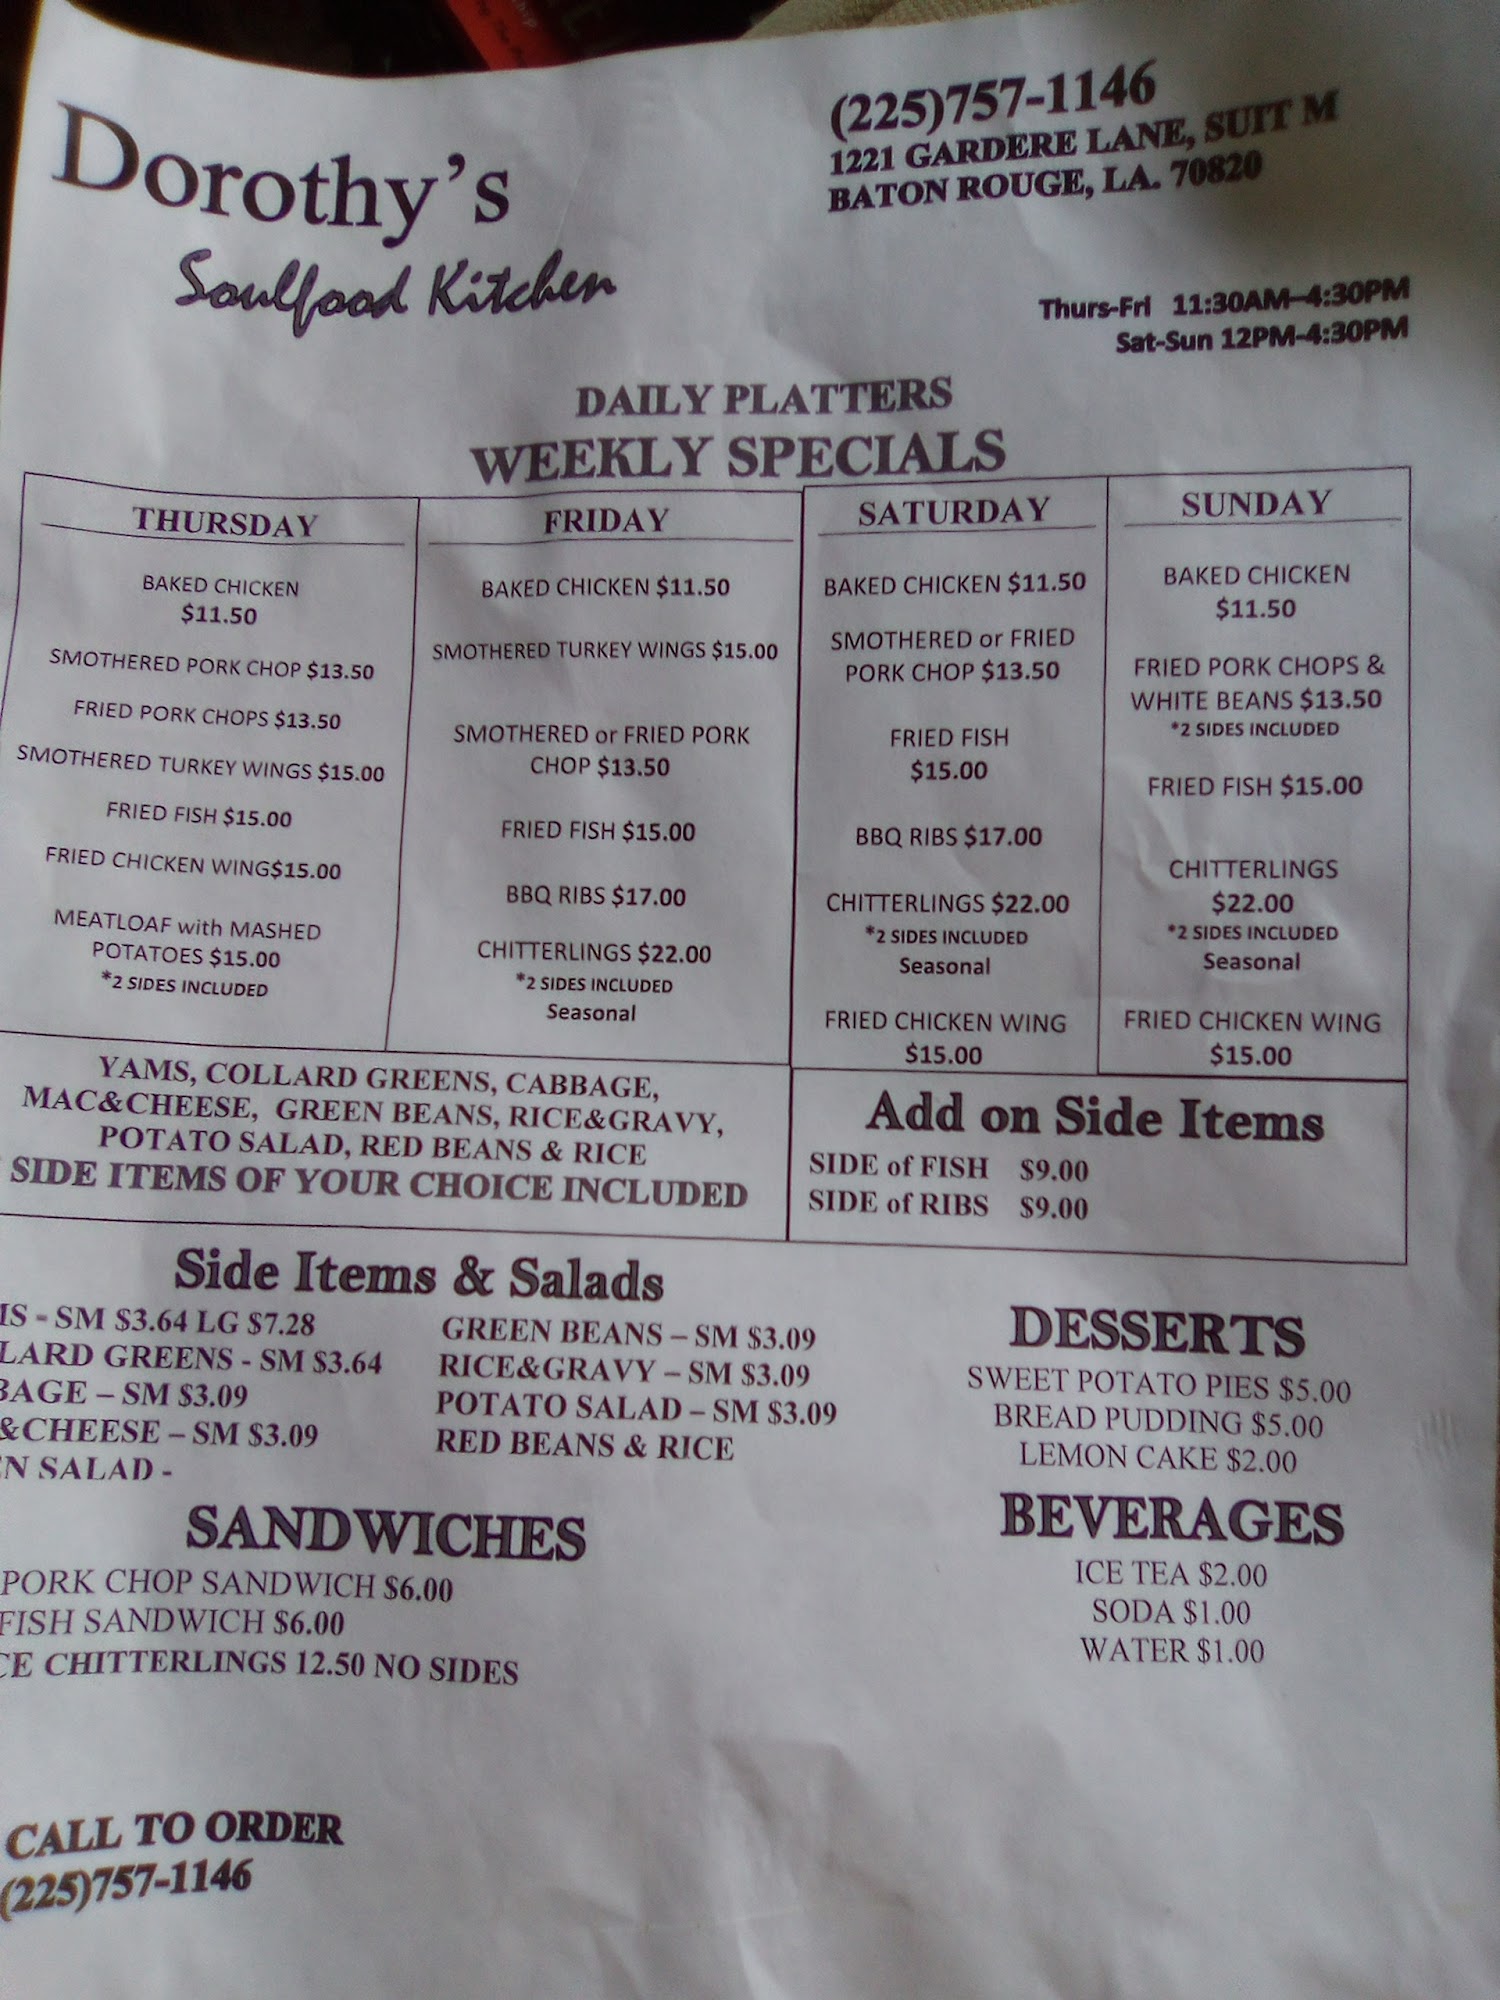 Dorothy's
Soulfood Kitchen
(225)757-1146
1221 GARDERE LANE, SUIT M
BATON ROUGE, LA. 70820
Thurs-Fri 11:30AM-4:30PM
Sat-Sun 12PM-4:30PM
DAILY PLATTERS
WEEKLY SPECIALS
THURSDAY
BAKED CHICKEN
$11.50
SMOTHERED PORK CHOP $13.50
FRIED PORK CHOPS $13.50
SMOTHERED TURKEY WINGS $15.00
FRIED FISH $15.00
FRIED CHICKEN WING$15.00
MEATLOAF with MASHED
POTATOES $15.00
*2 SIDES INCLUDED
FRIDAY
BAKED CHICKEN $11.50
SMOTHERED TURKEY WINGS $15.00
SMOTHERED or FRIED PORK
CHOP $13.50
FRIED FISH $15.00
BBQ RIBS $17.00
CHITTERLINGS $22.00
*2 SIDES INCLUDED
Seasonal
SATURDAY
BAKED CHICKEN $11.50
SMOTHERED or FRIED
PORK CHOP $13.50
FRIED FISH
$15.00
BBQ RIBS $17.00
CHITTERLINGS $22.00
*2 SIDES INCLUDED
Seasonal
FRIED CHICKEN WING
$15.00
SUNDAY
BAKED CHICKEN
$11.50
FRIED PORK CHOPS &
WHITE BEANS $13.50
*2 SIDES INCLUDED
FRIED FISH $15.00
CHITTERLINGS
$22.00
*2 SIDES INCLUDED
Seasonal
FRIED CHICKEN WING
$15.00
YAMS, COLLARD GREENS, CABBAGE,
MAC&CHEESE, GREEN BEANS, RICE&GRAVY,
POTATO SALAD, RED BEANS & RICE
SIDE ITEMS OF YOUR CHOICE INCLUDED
Add on Side Items
SIDE of FISH $9.00
SIDE of RIBS $9.00
Side Items & Salads
MS - SM $3.64 LG $7.28
LARD GREENS - SM $3.64
BAGE – SM $3.09
&CHEESE – SM $3.09
EN SALAD -
GREEN BEANS – SM $3.09
RICE&GRAVY – SM $3.09
POTATO SALAD – SM $3.09
RED BEANS & RICE
DESSERTS
SWEET POTATO PIES $5.00
BREAD PUDDING $5.00
LEMON CAKE $2.00
SANDWICHES
PORK CHOP SANDWICH $6.00
FISH SANDWICH $6.00
CE CHITTERLINGS 12.50 NO SIDES
BEVERAGES
ICE TEA $2.00
SODA $1.00
WATER $1.00
CALL TO ORDER
(225)757-1146